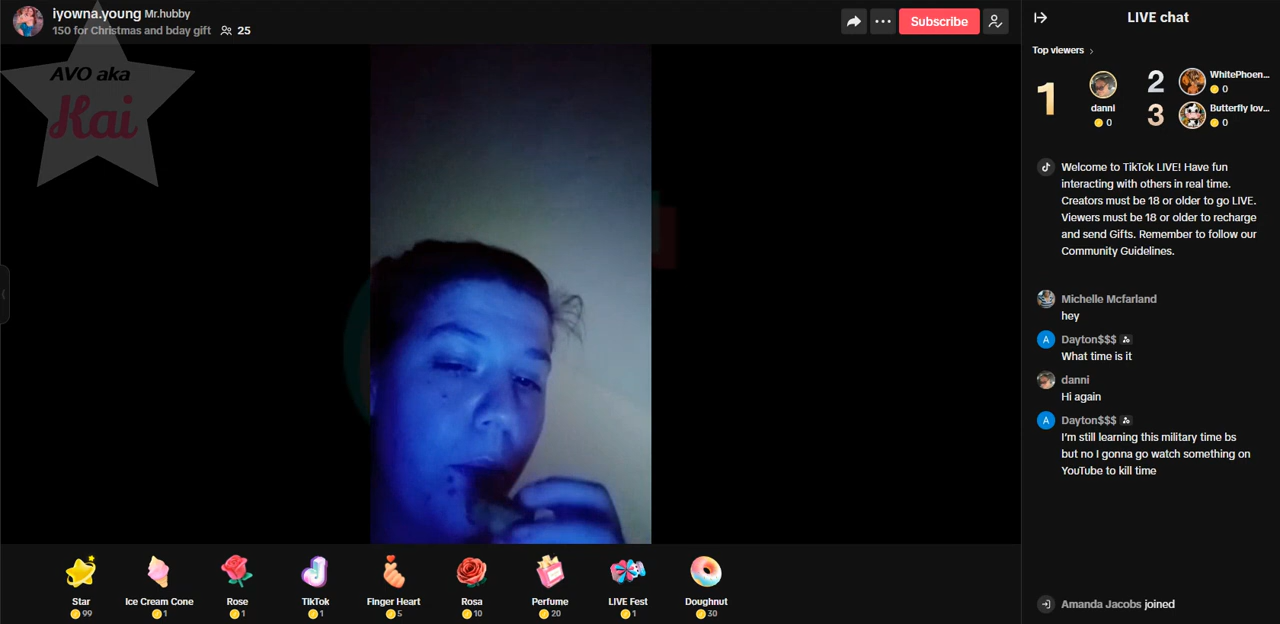 iyowna.young Mr.hubby
150 for Christmas and bday gift 25
Subscribe
AVO aka
Kai
LIVE chat
Top viewers
1
danni
0
2
WhitePhoen...
0
3
Butterfly lov...
0
Welcome to TikTok LIVE! Have fun
interacting with others in real time.
Creators must be 18 or older to go LIVE.
Viewers must be 18 or older to recharge
and send Gifts. Remember to follow our
Community Guidelines.
Michelle Mcfarland
hey
A Dayton$$$
What time is it
danni
Hi again
A Dayton$$$
I'm still learning this military time bs
but no I gonna go watch something on
YouTube to kill time
Amanda Jacobs joined
Star Ice Cream Cone Rose TikTok Finger Heart Rosa Perfume LIVE Fest Doughnut
99 1 1 1 5 10 20 1 30